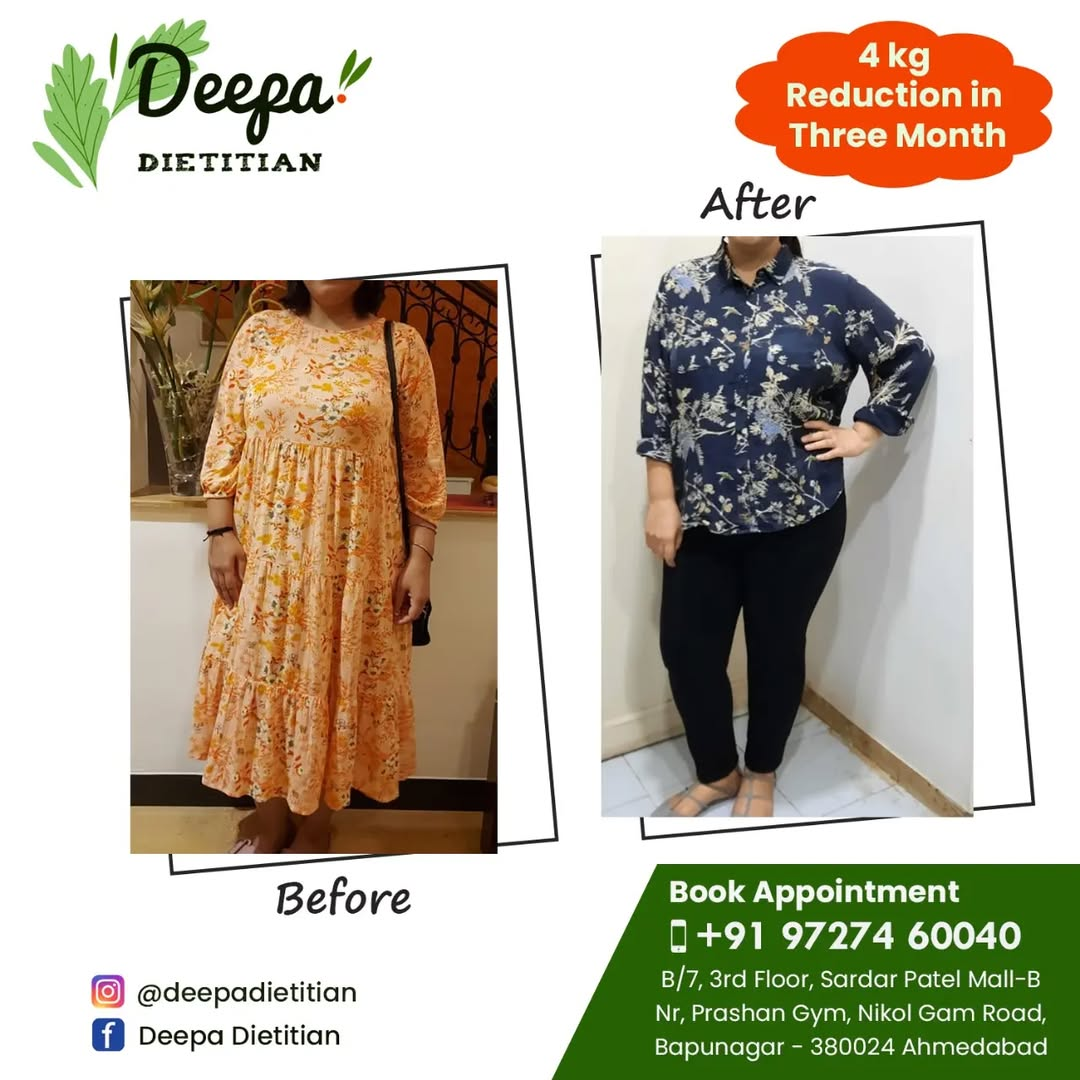 Deepa
DIETITIAN
4 kg
Reduction in
Three Month
After
Before
@deepadietitian
Deepa Dietitian
Book Appointment
+91 97274 60040
B/7, 3rd Floor, Sardar Patel Mall-B
Nr, Prashan Gym, Nikol Gam Road,
Bapunagar - 380024 Ahmedabad